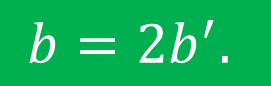 b = 2b′.